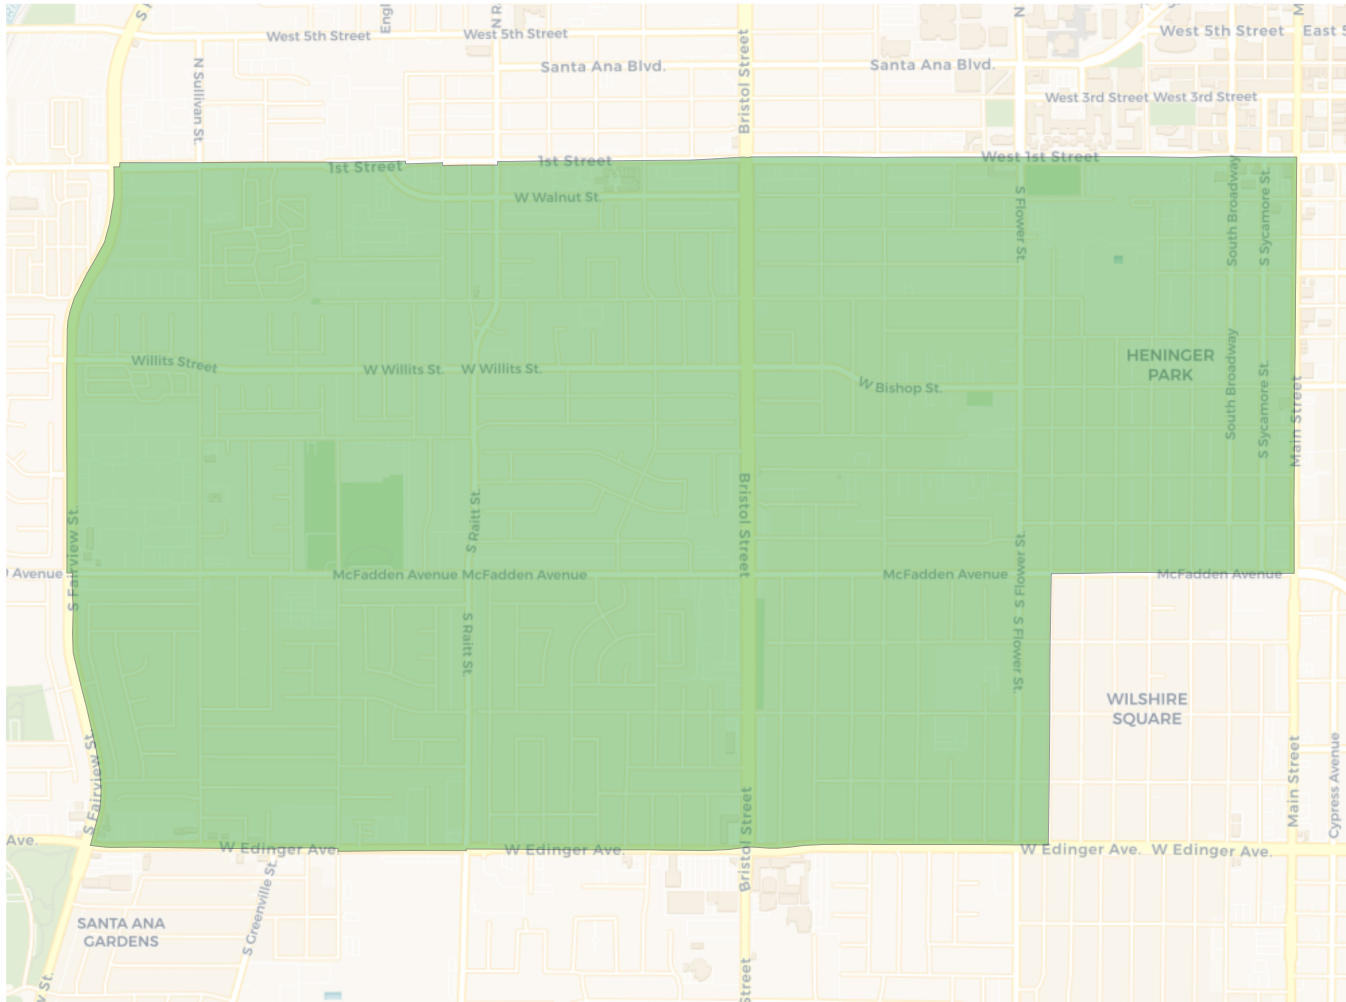 West 5th Street
West 5th Street
West 5th Street
East 5
N Sullivan St.
Santa Ana Blvd.
Bristol Street
Santa Ana Blvd.
West 3rd Street
West 3rd Street
1st Street
1st Street
West 1st Street
W Walnut St.
S Flower St.
South Broadway
S Sycamore St.
Willits Street
W Willits St.
W Willits St.
W Bishop St.
HENINGER
PARK
South Broadway
S Sycamore St.
Main Street
S Raitt St.
Bristol Street
S Fairview St.
Avenue
McFadden Avenue
McFadden Avenue
McFadden Avenue
McFadden Avenue
S Flower St.
S Raitt St.
S Flower St.
WILSHIRE
SQUARE
S Fairview St.
Main Street
Cypress Avenue
Bristol Street
Ave.
W Edinger Ave.
W Edinger Ave.
W Edinger Ave.
W Edinger Ave.
S Greenville St.
SANTA ANA
GARDENS
Street
St.